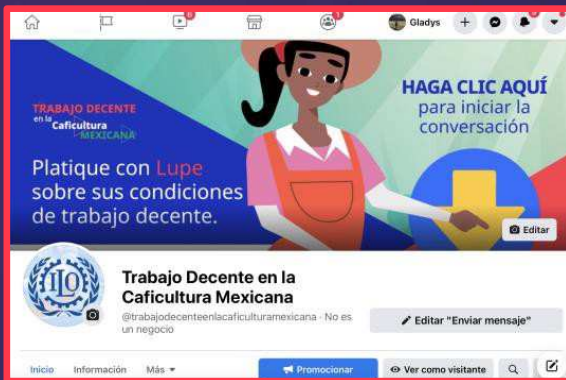 6
1
Gladys
TRABAJO DECENTE
en la
Caficultura
MEXICANA
HAGA CLIC AQUÍ
para iniciar la
conversación
Platique con Lupe
sobre sus condiciones
de trabajo decente.
Editar
ILO
Trabajo Decente en la
Caficultura Mexicana
@trabajodecenteenlacaficulturamexicana · No es
un negocio
Editar "Enviar mensaje"
Inicio Información Más
Promocionar
Ver como visitante